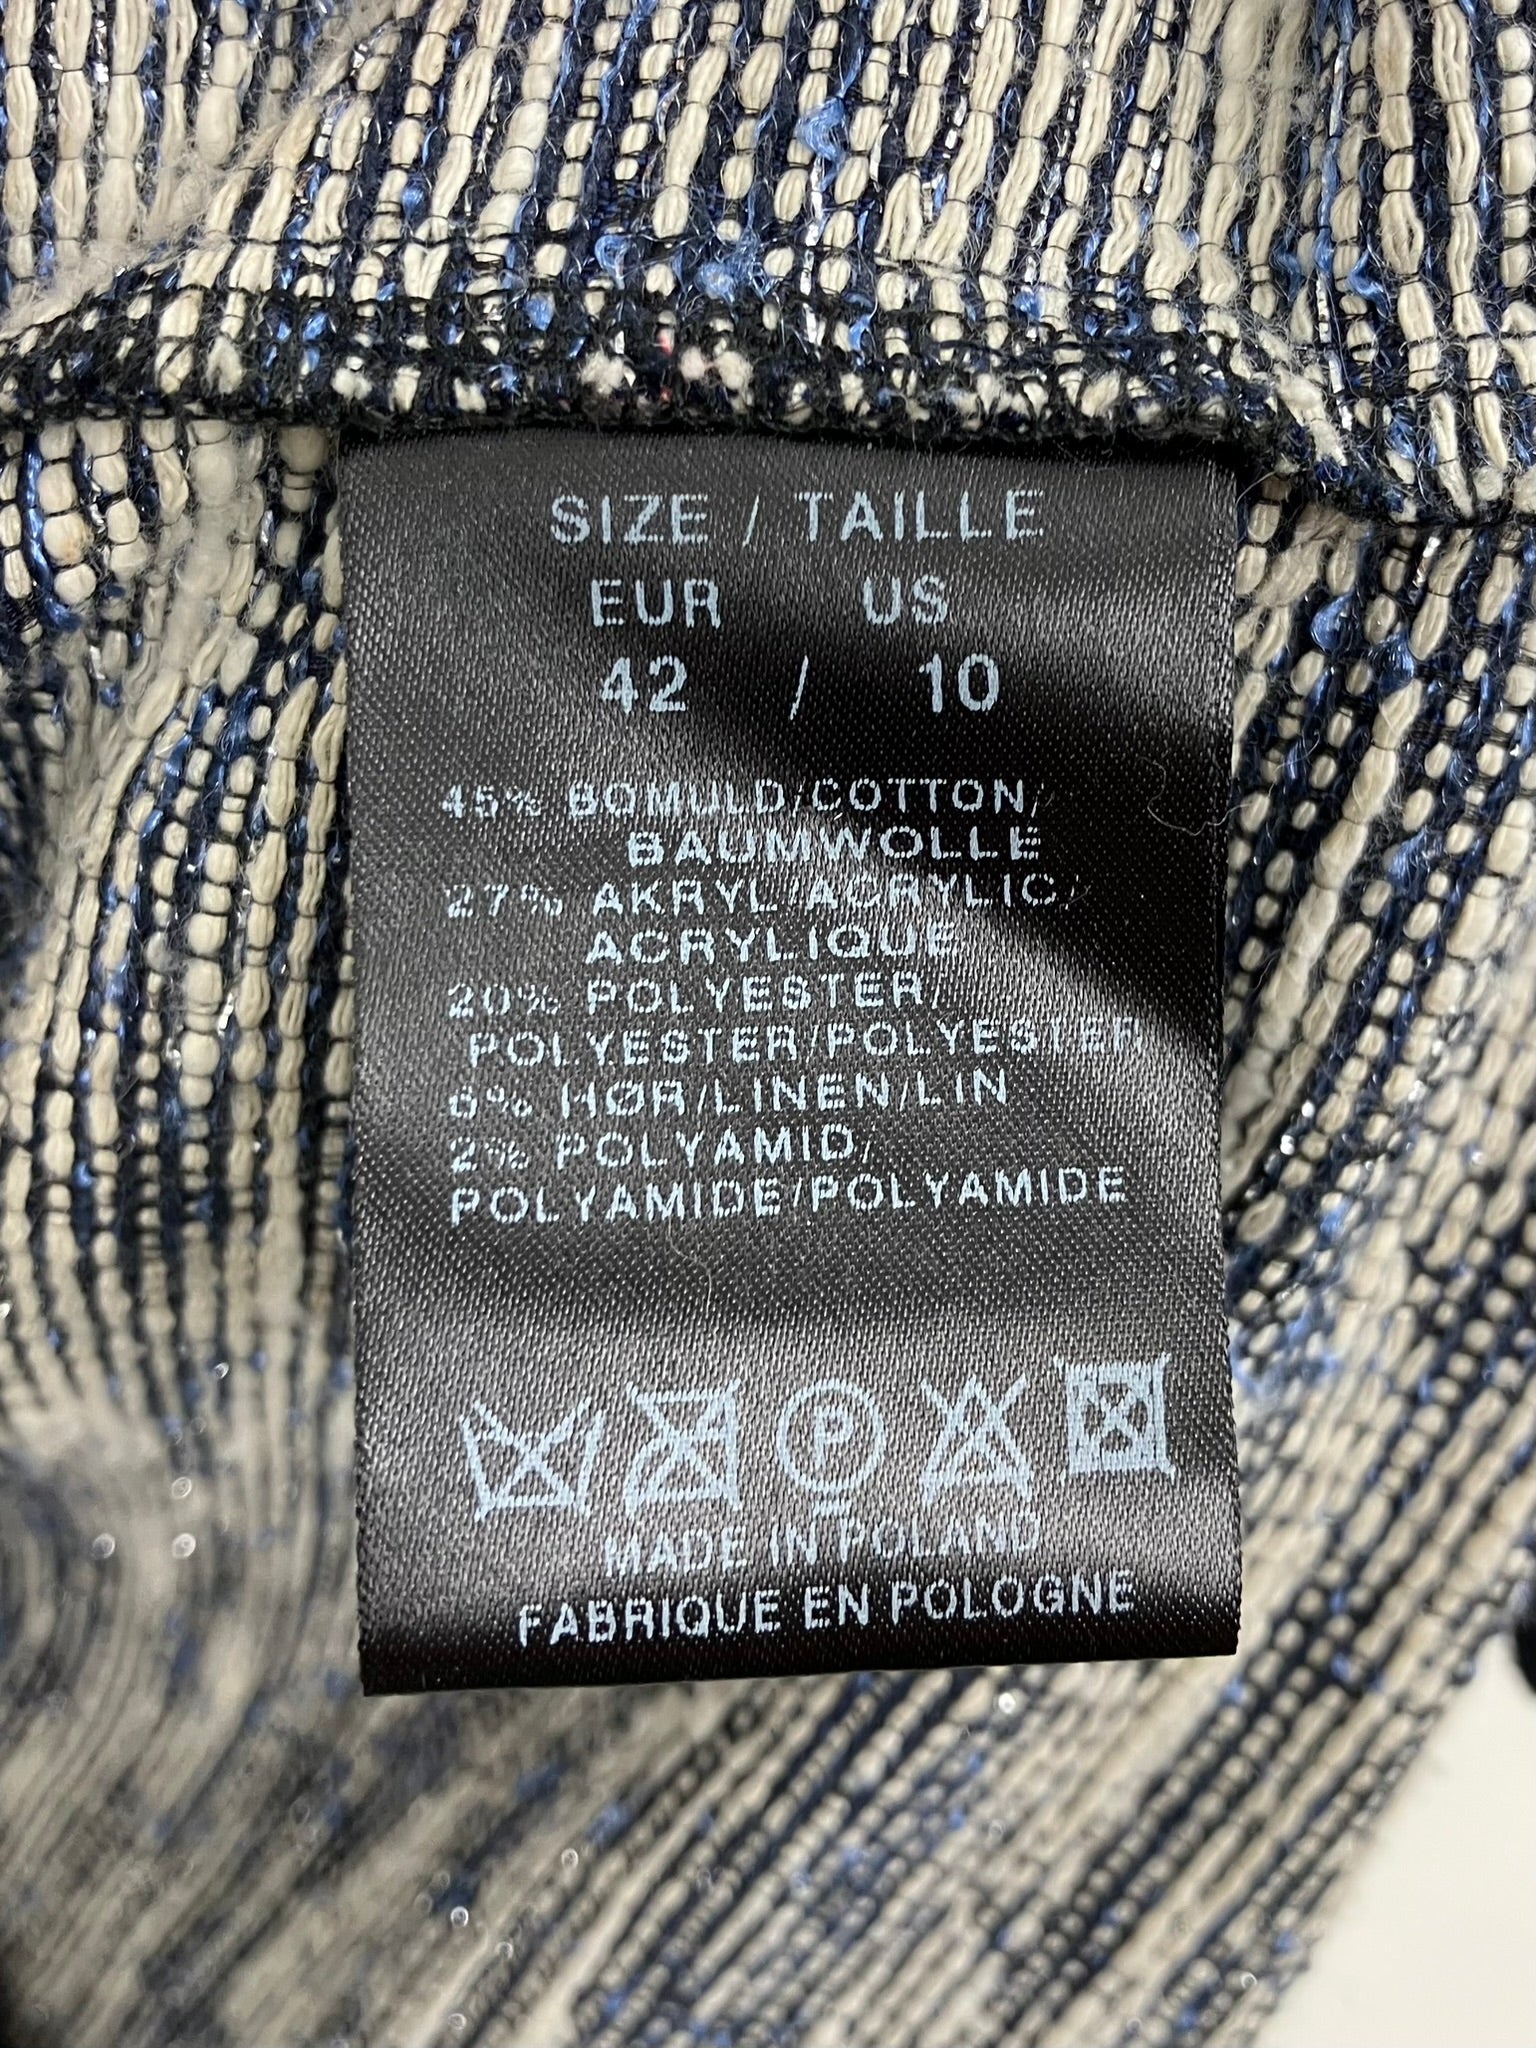 SIZE / TAILLE
EUR US
42 / 10
45% BOMULD/COTTON/
BAUMWOLLE
27% AKRYL/ACRYLIC/
ACRYLIQUE
20% POLYESTER/
POLYESTER/POLYESTER
6% HØR/LINEN/LIN
2% POLYAMID/
POLYAMIDE/POLYAMIDE
P
MADE IN POLAND
FABRIQUE EN POLOGNE